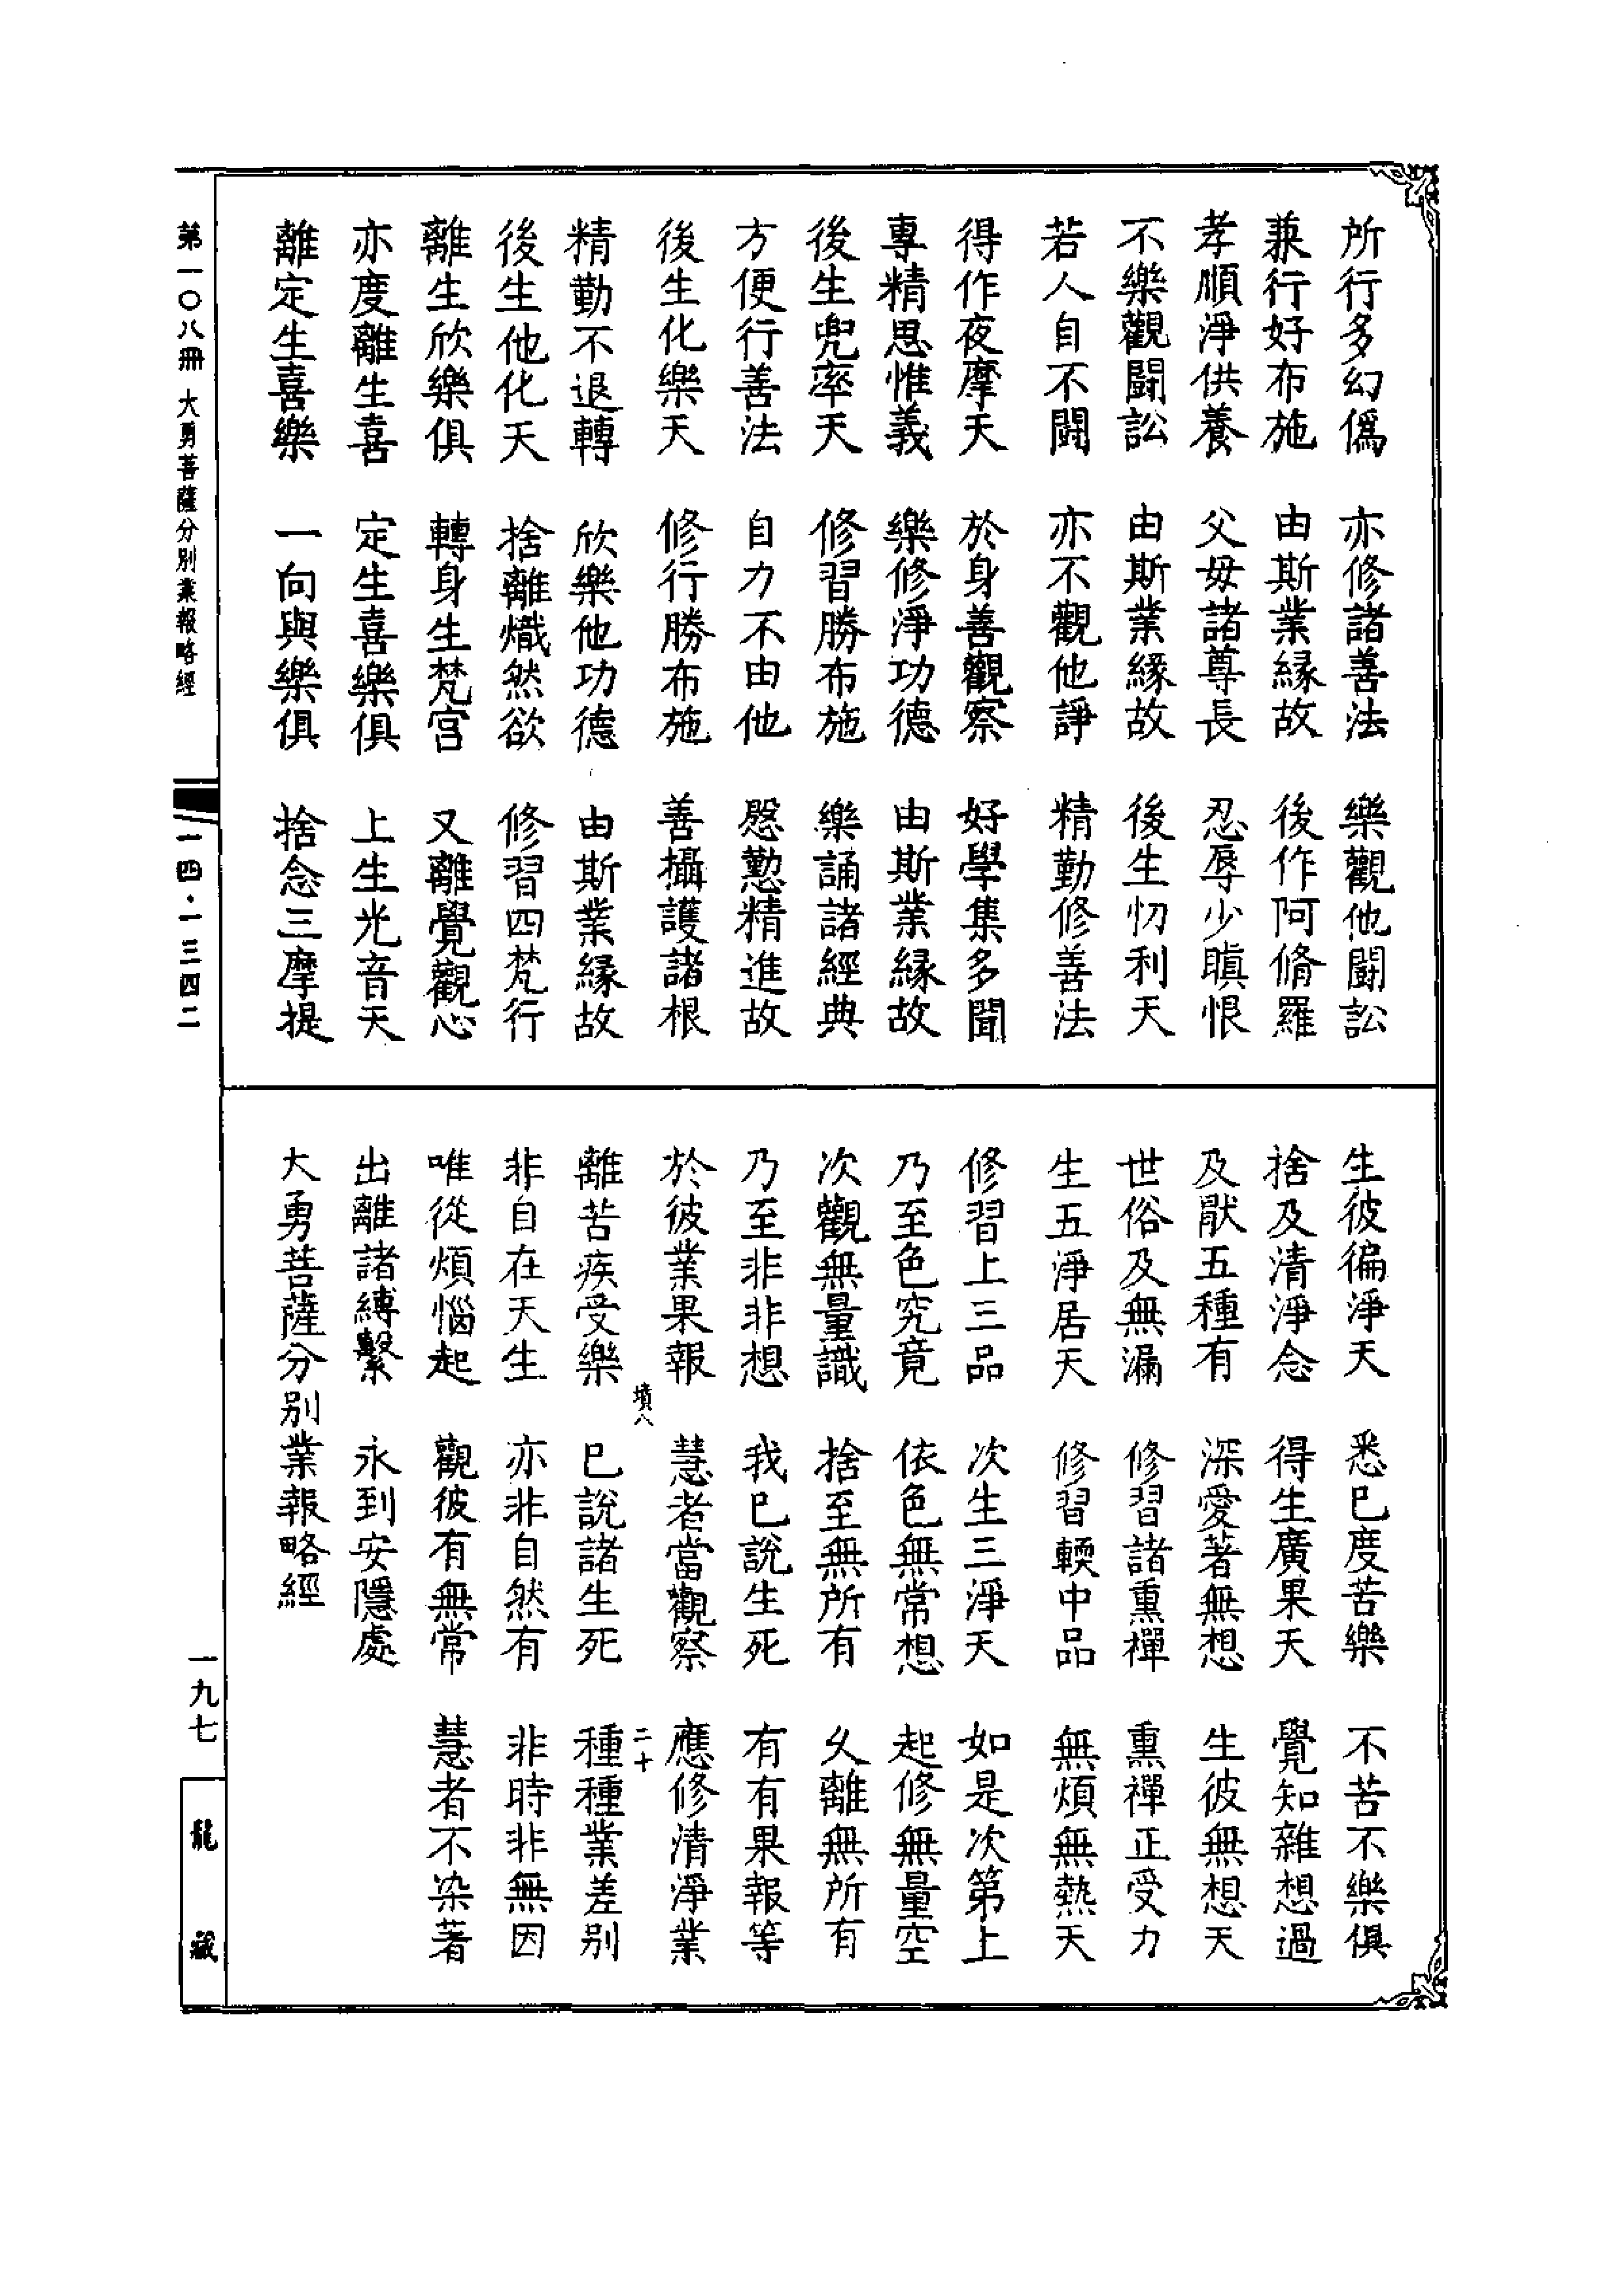 所行多幻偽　亦修諸善法　樂觀他鬪訟
兼行好布施　由斯業緣故　後作阿脩羅
孝順淨供養　父母諸尊長　忍辱少瞋恨
不樂觀鬪訟　由斯業緣故　後生忉利天
若人自不鬪　亦不觀他諍　精勤修善法
得作夜摩天　於身善觀察　好學集多聞
專精思惟義　樂修淨功德　由斯業緣故
後生兜率天　修習勝布施　樂誦諸經典
方便行善法　自力不由他　慇懃精進故
後生化樂天　修行勝布施　善攝護諸根
精勤不退轉　欣樂他功德　由斯業緣故
後生他化天　捨離熾然欲　修習四梵行
離生欣樂俱　轉身生梵宮　又離覺觀心
亦度離生喜　定生喜樂俱　上生光音天
離定生喜樂　一向與樂俱　捨念三摩提
生彼徧淨天　悉已度苦樂　不苦不樂俱
捨及清淨念　得生廣果天　覺知雜想過
及厭五種有　深愛著無想　生彼無想天
世俗及無漏　修習諸熏禪　熏禪正受力
生五淨居天　修習輭中品　無煩無熱天
修習上三品　次生三淨天　如是次第上
乃至色究竟　依色無常想　起修無量空
次觀無量識　捨至無所有　久離無所有
乃至非非想　我已說生死　有有果報等
於彼業果報　慧者當觀察　應修清淨業
墳八　二十
離苦疾受樂　已說諸生死　種種業差別
非自在天生　亦非自然有　非時非無因
唯從煩惱起　觀彼有無常　慧者不染著
出離諸縛繫　永到安隱處
大勇菩薩分別業報略經
第一〇八冊　大勇菩薩分別業報略經　一四·一三四二　一九七　龍藏